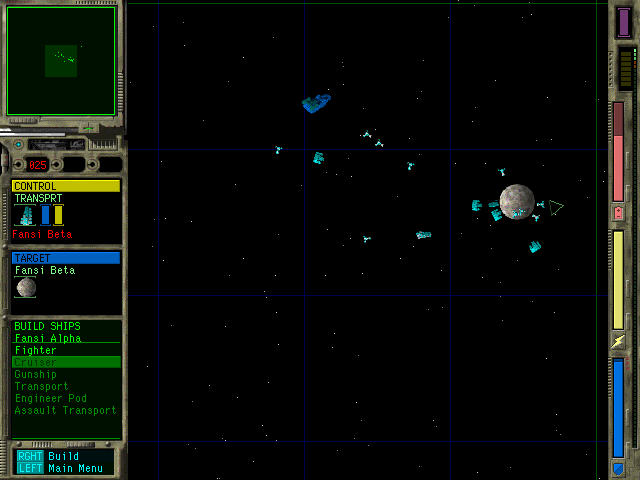 025
CONTROL
TRANSPRT
Fansi Beta
TARGET
Fansi Beta
BUILD SHIPS
Fansi Alpha
Fighter
Cruiser
Gunship
Transport
Engineer Pod
Assault Transport
RGHT Build
LEFT Main Menu